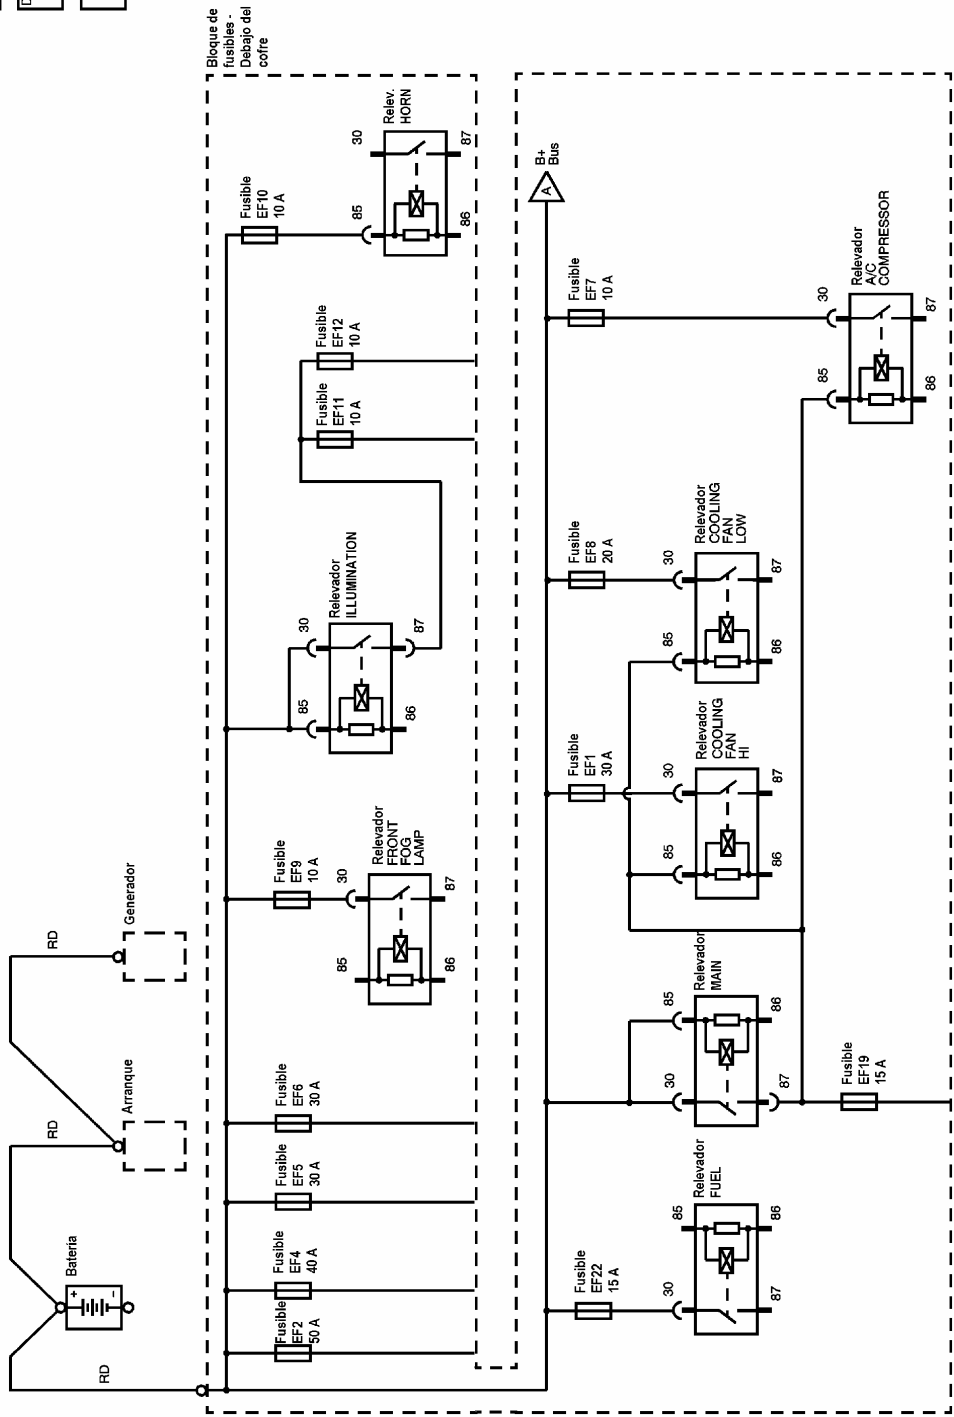 D
Bloque de
fusibles -
Debajo del
cofre
RD
Batería
+
−
RD
Arranque
RD
Generador
Fusible
EF2
50 A
Fusible
EF4
40 A
Fusible
EF5
30 A
Fusible
EF6
30 A
Fusible
EF9
10 A
30
85
87
86
Relevador
FRONT
FOG
LAMP
85
30
86
87
Relevador
ILLUMINATION
Fusible
EF11
10 A
Fusible
EF12
10 A
Fusible
EF10
10 A
85
30
86
87
Relev.
HORN
A
B+
Bus
Fusible
EF22
15 A
30
85
87
86
Relevador
FUEL
30
85
87
86
Relevador
MAIN
Fusible
EF19
15 A
Fusible
EF1
30 A
85
30
86
87
Relevador
COOLING
FAN
HI
Fusible
EF8
20 A
85
30
86
87
Relevador
COOLING
FAN
LOW
Fusible
EF7
10 A
85
30
86
87
Relevador
A/C
COMPRESSOR